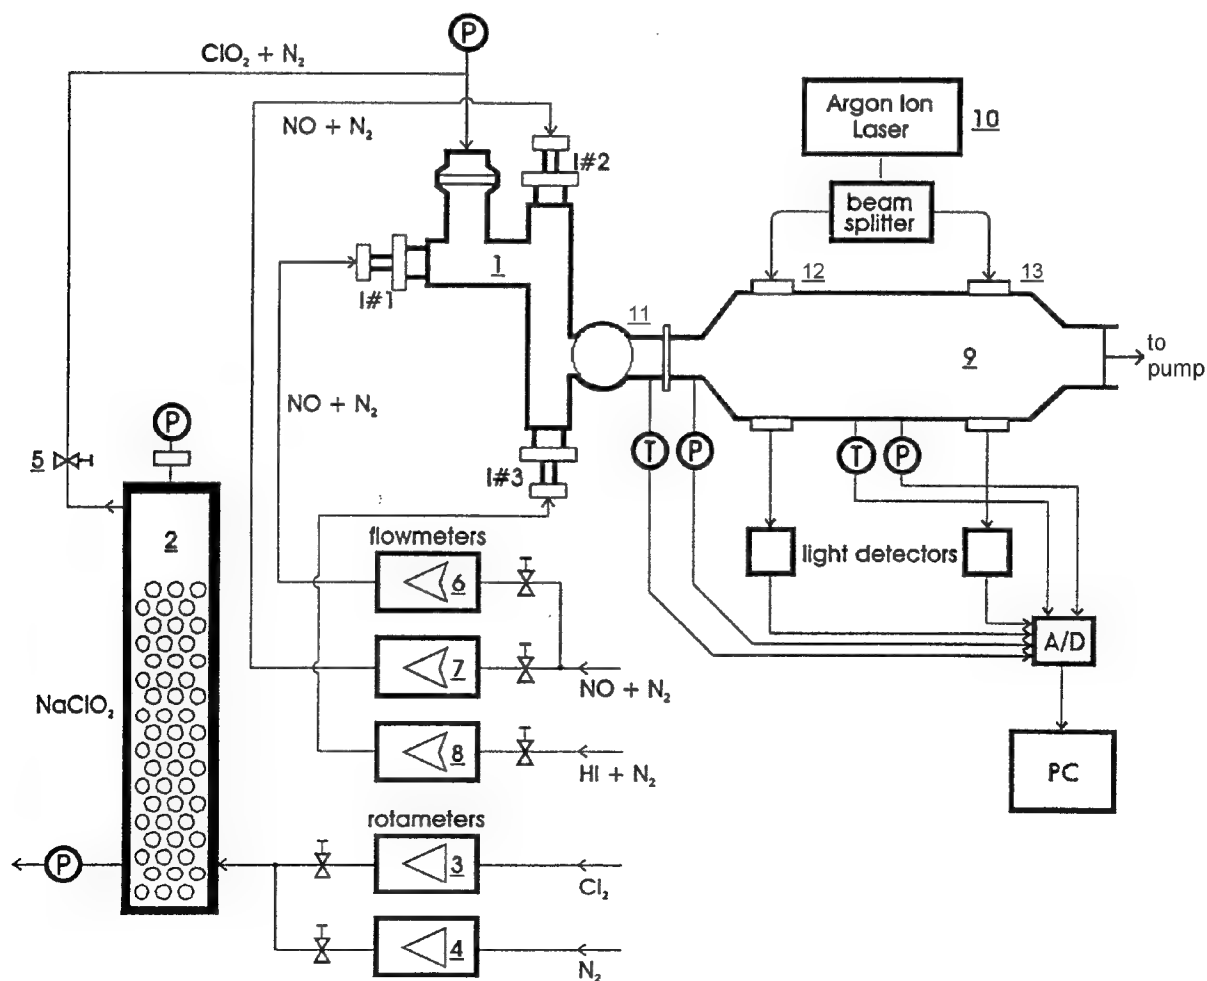 P
ClO₂ + N₂
NO + N₂
Argon Ion
Laser
10
I#2
beam
splitter
1
I#1
12
13
11
9
to
pump
NO + N₂
P
5
T
P
T
P
I#3
2
flowmeters
6
light detectors
A/D
7
NO + N₂
NaClO₂
8
HI + N₂
PC
rotameters
3
P
Cl₂
4
N₂